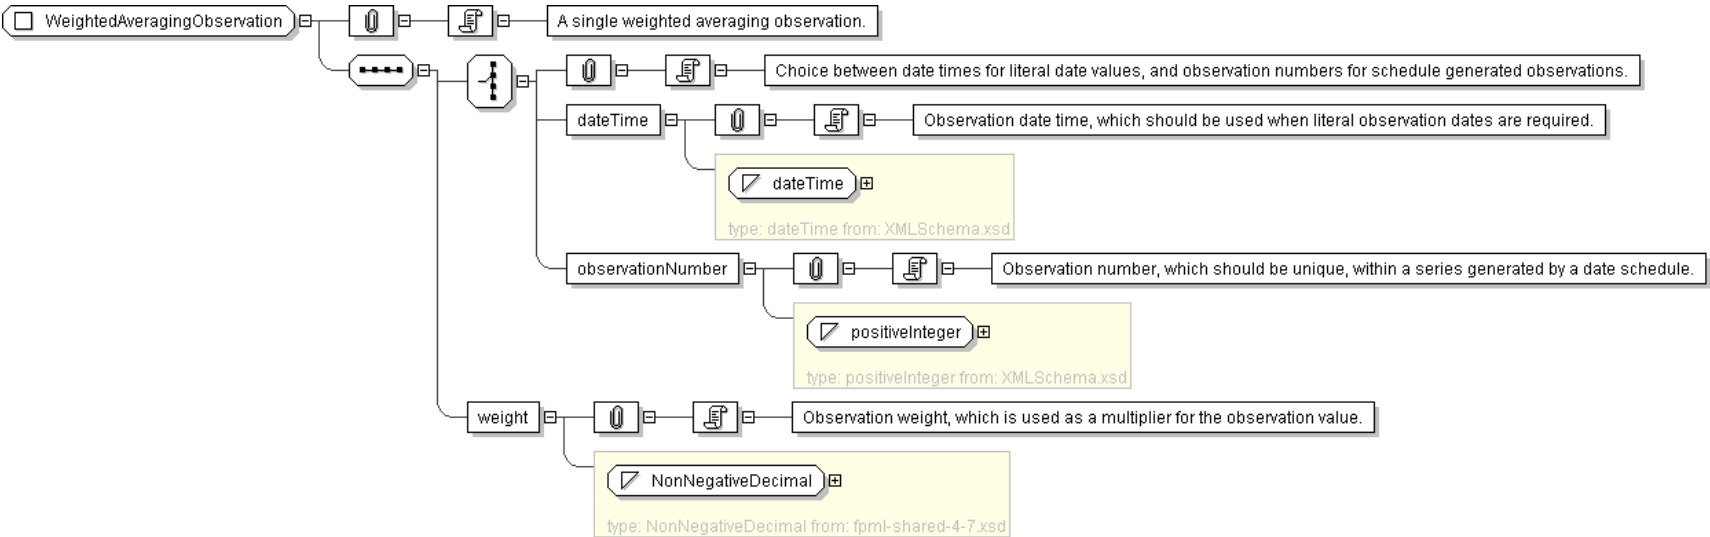 WeightedAveragingObservation
A single weighted averaging observation.
Choice between date times for literal date values, and observation numbers for schedule generated observations.
dateTime
Observation date time, which should be used when literal observation dates are required.
dateTime
type: dateTime from: XMLSchema.xsd
observationNumber
Observation number, which should be unique, within a series generated by a date schedule.
positiveInteger
type: positiveInteger from: XMLSchema.xsd
weight
Observation weight, which is used as a multiplier for the observation value.
NonNegativeDecimal
type: NonNegativeDecimal from: fpml-shared-4-7.xsd